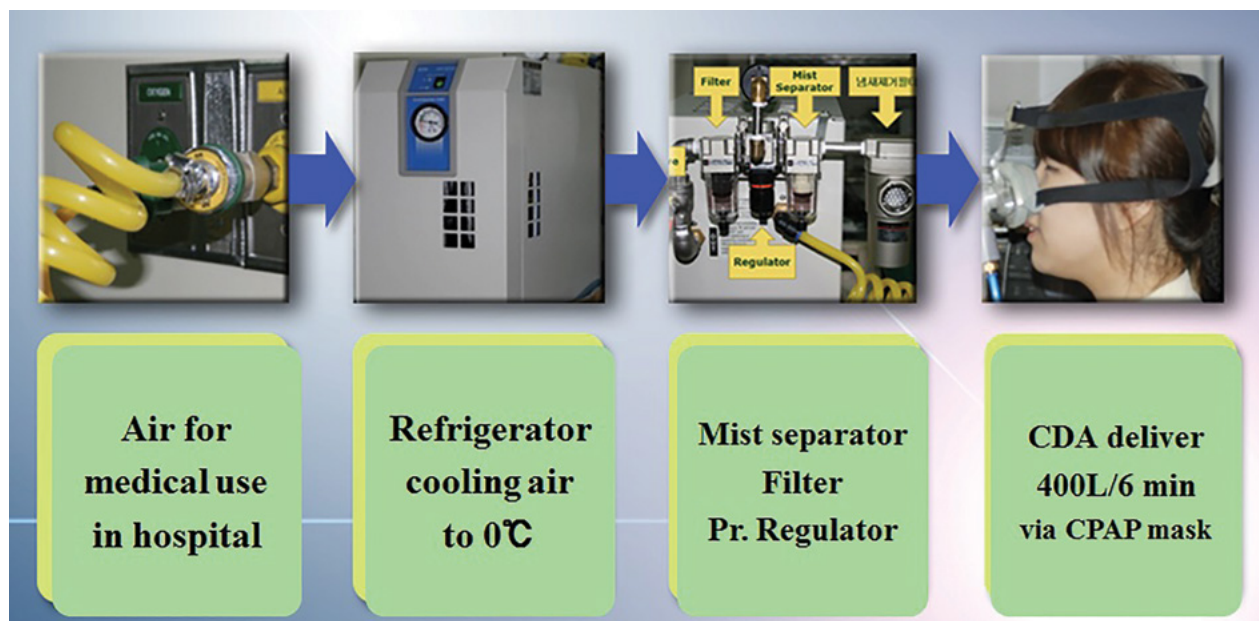 OXYGEN
Filter
Mist
Separator
냄새제거필터
Regulator
Air for
medical use
in hospital
Refrigerator
cooling air
to 0℃
Mist separator
Filter
Pr. Regulator
CDA deliver
400L/6 min
via CPAP mask